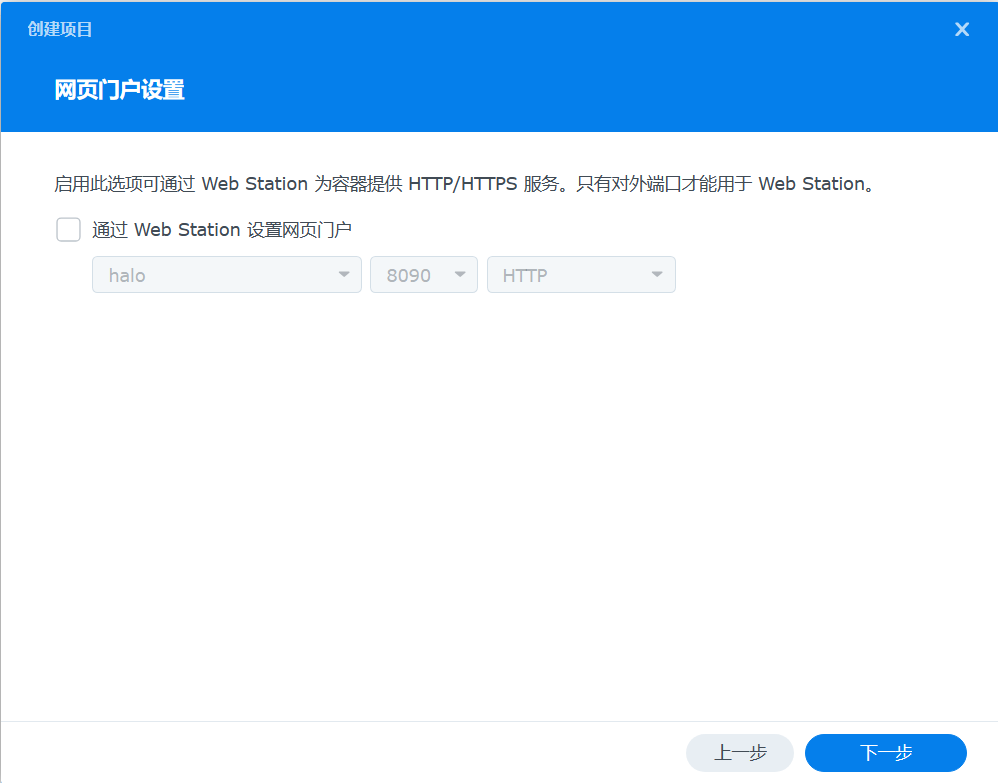 创建项目
网页门户设置
启用此选项可通过 Web Station 为容器提供 HTTP/HTTPS 服务。只有对外端口才能用于 Web Station。
通过 Web Station 设置网页门户
halo 8090 HTTP
上一步 下一步